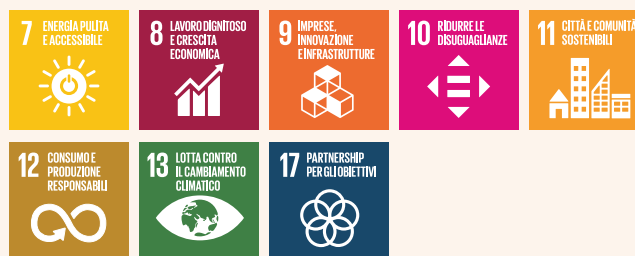 7 ENERGIA PULITA
E ACCESSIBILE
8 LAVORO DIGNITOSO
E CRESCITA
ECONOMICA
9 IMPRESE,
INNOVAZIONE
E INFRASTRUTTURE
10 RIDURRE LE
DISUGUAGLIANZE
11 CITTÀ E COMUNITÀ
SOSTENIBILI
12 CONSUMO E
PRODUZIONE
RESPONSABILI
13 LOTTA CONTRO
IL CAMBIAMENTO
CLIMATICO
17 PARTNERSHIP
PER GLI OBIETTIVI